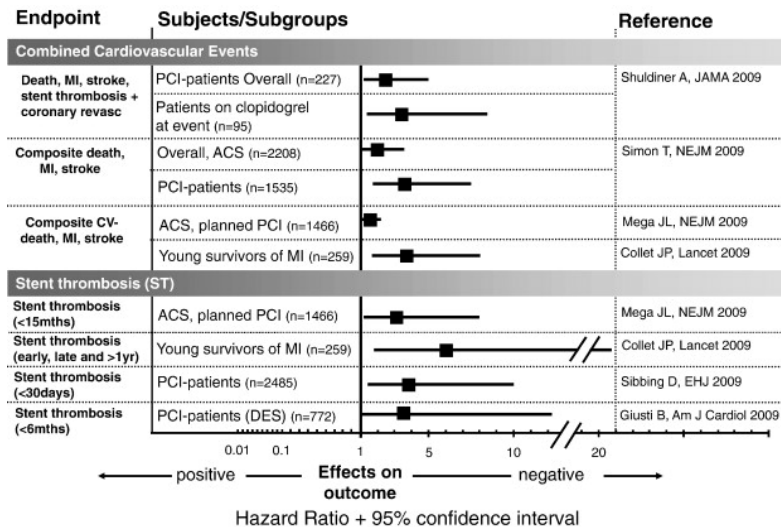 Endpoint Subjects/Subgroups Reference
Combined Cardiovascular Events
Death, MI, stroke, stent thrombosis + coronary revasc
PCI-patients Overall (n=227) Shuldiner A, JAMA 2009
Patients on clopidogrel at event (n=95)
Composite death, MI, stroke
Overall, ACS (n=2208) Simon T, NEJM 2009
PCI-patients (n=1535)
Composite CV-death, MI, stroke
ACS, planned PCI (n=1466) Mega JL, NEJM 2009
Young survivors of MI (n=259) Collet JP, Lancet 2009
Stent thrombosis (ST)
Stent thrombosis (<15mths)
ACS, planned PCI (n=1466) Mega JL, NEJM 2009
Stent thrombosis (early, late and >1yr)
Young survivors of MI (n=259) Collet JP, Lancet 2009
Stent thrombosis (<30days)
PCI-patients (n=2485) Sibbing D, EHJ 2009
Stent thrombosis (<6mths)
PCI-patients (DES) (n=772) Giusti B, Am J Cardiol 2009
0.01 0.1 1 5 10 20
positive Effects on outcome negative
Hazard Ratio + 95% confidence interval